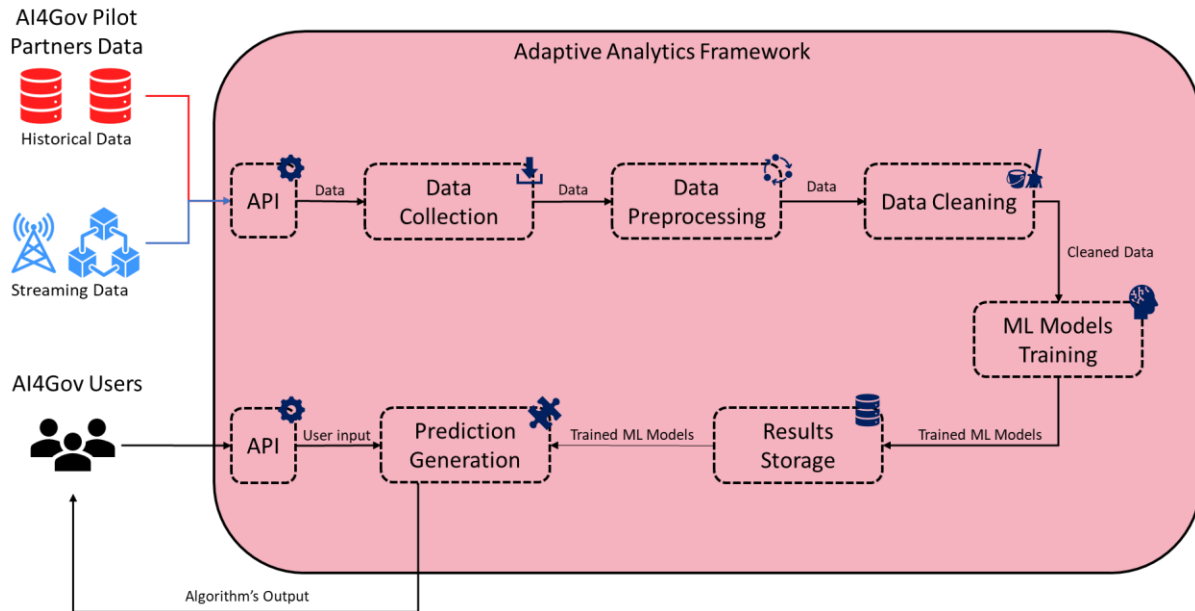 AI4Gov Pilot
Partners Data
Historical Data
Streaming Data
Adaptive Analytics Framework
API
Data
Data
Collection
Data
Data
Preprocessing
Data
Data Cleaning
Cleaned Data
ML Models
Training
AI4Gov Users
API
User input
Prediction
Generation
Trained ML Models
Results
Storage
Trained ML Models
Algorithm's Output